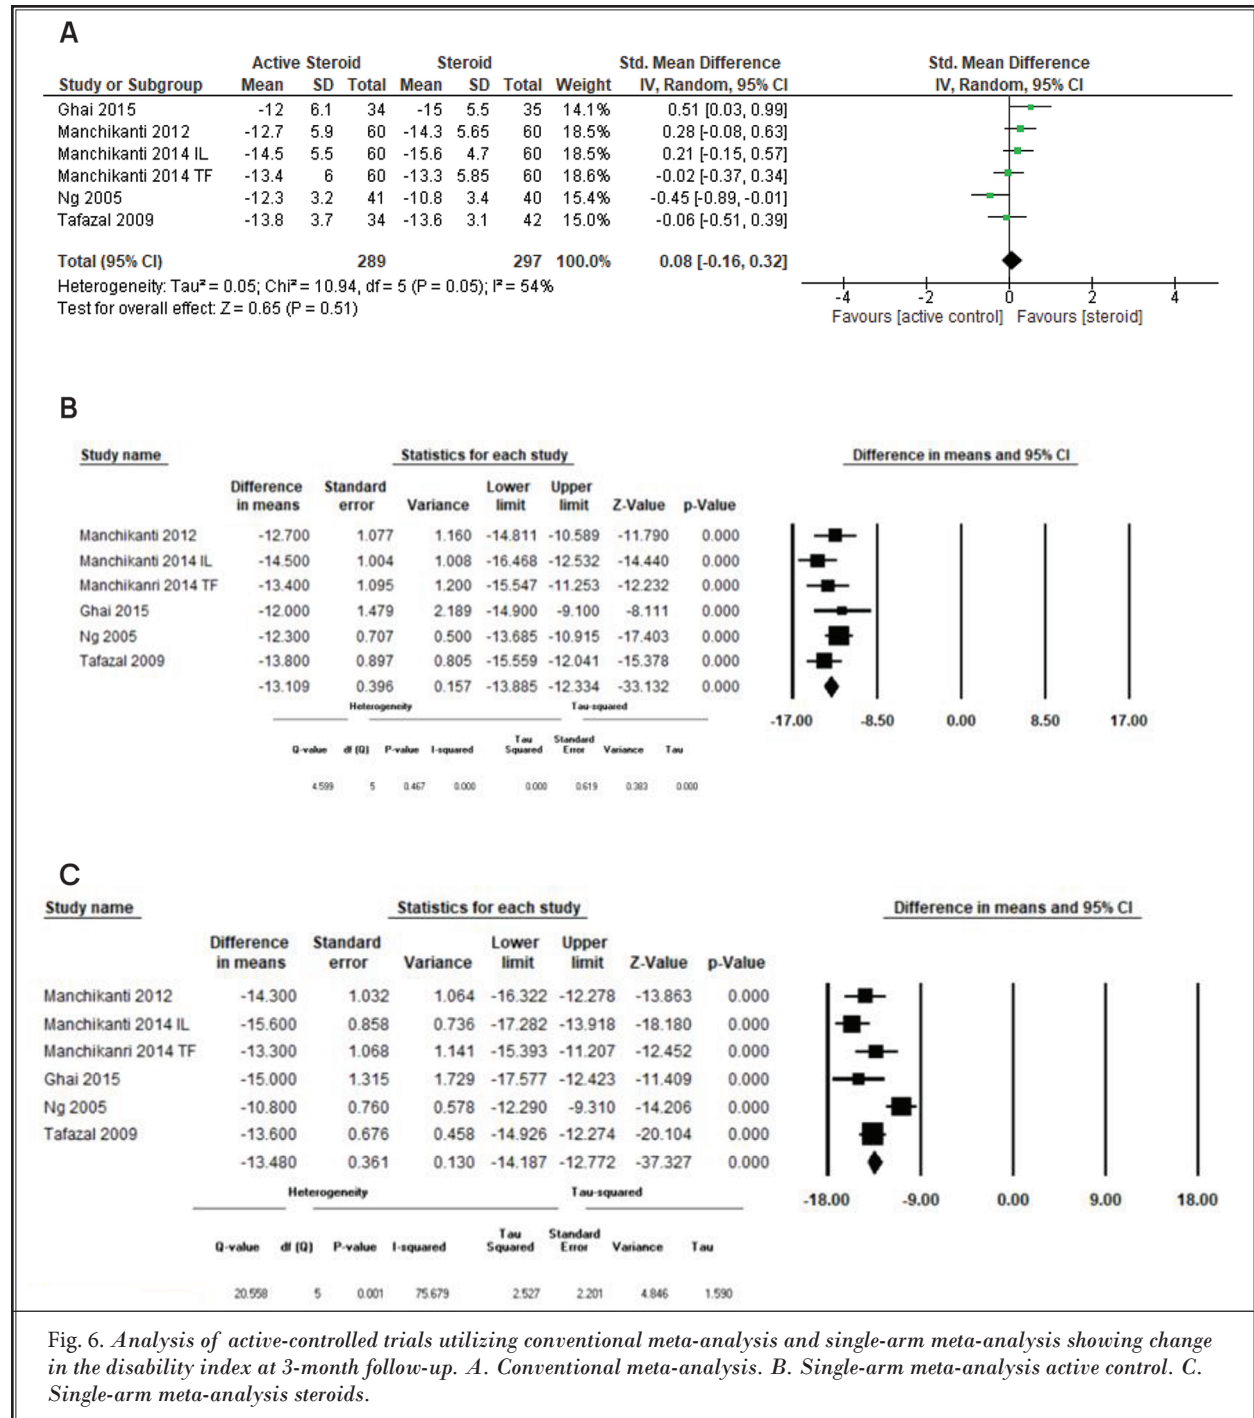 A
Active Steroid Steroid Std. Mean Difference Std. Mean Difference
Study or Subgroup Mean SD Total Mean SD Total Weight IV, Random, 95% CI IV, Random, 95% CI
Ghai 2015 -12 6.1 34 -15 5.5 35 14.1% 0.51 [0.03, 0.99]
Manchikanti 2012 -12.7 5.9 60 -14.3 5.65 60 18.5% 0.28 [-0.08, 0.63]
Manchikanti 2014 IL -14.5 5.5 60 -15.6 4.7 60 18.5% 0.21 [-0.15, 0.57]
Manchikanti 2014 TF -13.4 6 60 -13.3 5.85 60 18.6% -0.02 [-0.37, 0.34]
Ng 2005 -12.3 3.2 41 -10.8 3.4 40 15.4% -0.45 [-0.89, -0.01]
Tafazal 2009 -13.8 3.7 34 -13.6 3.1 42 15.0% -0.06 [-0.51, 0.39]
Total (95% CI) 289 297 100.0% 0.08 [-0.16, 0.32]
Heterogeneity: Tau² = 0.05; Chi² = 10.94, df = 5 (P = 0.05); I² = 54%
Test for overall effect: Z = 0.65 (P = 0.51)
-4 -2 0 2 4
Favours [active control] Favours [steroid]
B
Study name Statistics for each study Difference in means and 95% CI
Difference Standard Lower Upper
in means error Variance limit limit Z-Value p-Value
Manchikanti 2012 -12.700 1.077 1.160 -14.811 -10.589 -11.790 0.000
Manchikanti 2014 IL -14.500 1.004 1.008 -16.468 -12.532 -14.440 0.000
Manchikanri 2014 TF -13.400 1.095 1.200 -15.547 -11.253 -12.232 0.000
Ghai 2015 -12.000 1.479 2.189 -14.900 -9.100 -8.111 0.000
Ng 2005 -12.300 0.707 0.500 -13.685 -10.915 -17.403 0.000
Tafazal 2009 -13.800 0.897 0.805 -15.559 -12.041 -15.378 0.000
-13.109 0.396 0.157 -13.885 -12.334 -33.132 0.000
-17.00 -8.50 0.00 8.50 17.00
Heterogeneity Tau-squared
Tau Standard
Q-value df (Q) P-value I-squared Squared Error Variance Tau
4.599 5 0.467 0.000 0.000 0.619 0.383 0.000
C
Study name Statistics for each study Difference in means and 95% CI
Difference Standard Lower Upper
in means error Variance limit limit Z-Value p-Value
Manchikanti 2012 -14.300 1.032 1.064 -16.322 -12.278 -13.863 0.000
Manchikanti 2014 IL -15.600 0.858 0.736 -17.282 -13.918 -18.180 0.000
Manchikanri 2014 TF -13.300 1.068 1.141 -15.393 -11.207 -12.452 0.000
Ghai 2015 -15.000 1.315 1.729 -17.577 -12.423 -11.409 0.000
Ng 2005 -10.800 0.760 0.578 -12.290 -9.310 -14.206 0.000
Tafazal 2009 -13.600 0.676 0.458 -14.926 -12.274 -20.104 0.000
-13.480 0.361 0.130 -14.187 -12.772 -37.327 0.000
-18.00 -9.00 0.00 9.00 18.00
Heterogeneity Tau-squared
Tau Standard
Q-value df (Q) P-value I-squared Squared Error Variance Tau
20.558 5 0.001 75.679 2.527 2.201 4.846 1.590
Fig. 6. Analysis of active-controlled trials utilizing conventional meta-analysis and single-arm meta-analysis showing change
in the disability index at 3-month follow-up. A. Conventional meta-analysis. B. Single-arm meta-analysis active control. C.
Single-arm meta-analysis steroids.